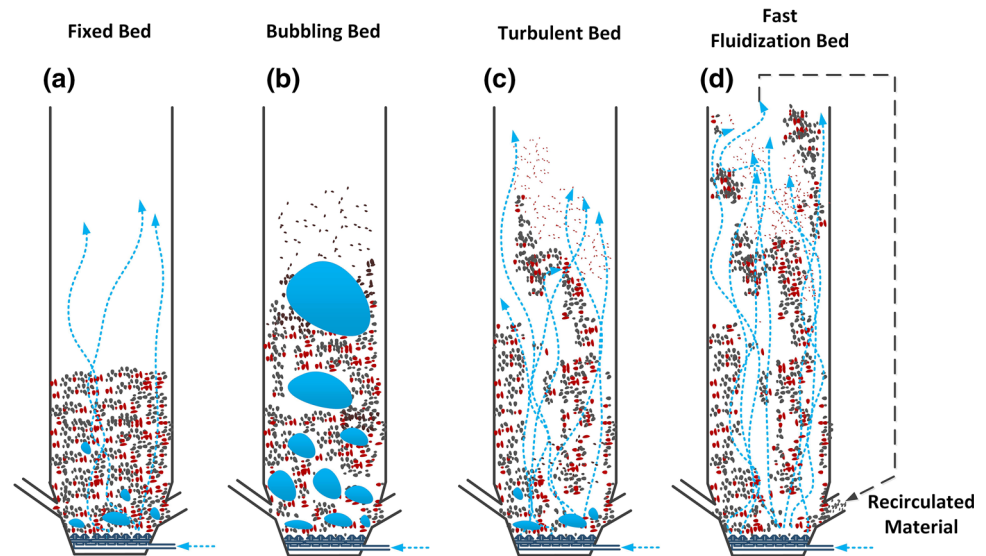 Fixed Bed
Bubbling Bed
Turbulent Bed
Fast
Fluidization Bed
(a)
(b)
(c)
(d)
Recirculated
Material